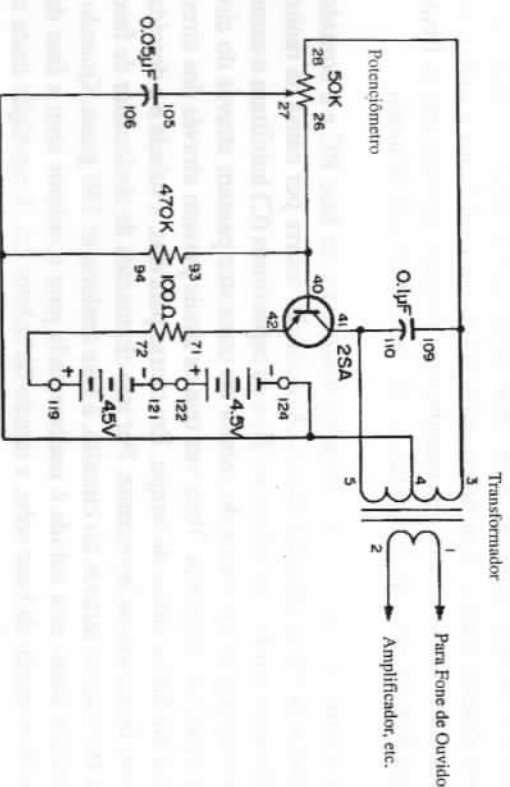 Transformador
Para Fone de Ouvido
Amplificador, etc.
1
2
3
4
5
0.1µF
109
110
Potenciômetro
50K
28
27
26
0.05µF
105
106
470K
93
94
100Ω
71
72
40
41
42
2SA
4.5V
4.5V
+
-
+
-
119
121
122
124